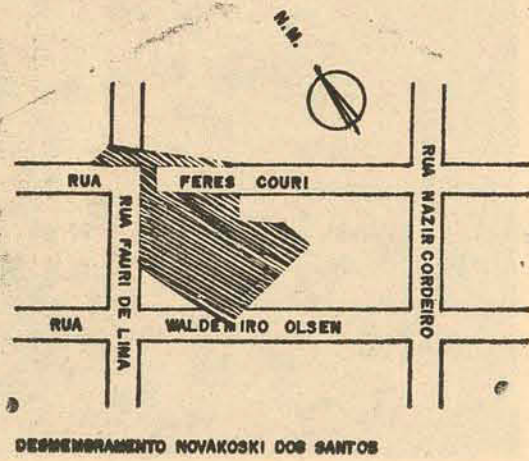 N.M.
RUA FERES COURI
RUA FAURI DE LIMA
RUA NAZIR CORDEIRO
RUA WALDEMIRO OLSEN
DESMEMBRAMENTO NOVAKOSKI DOS SANTOS